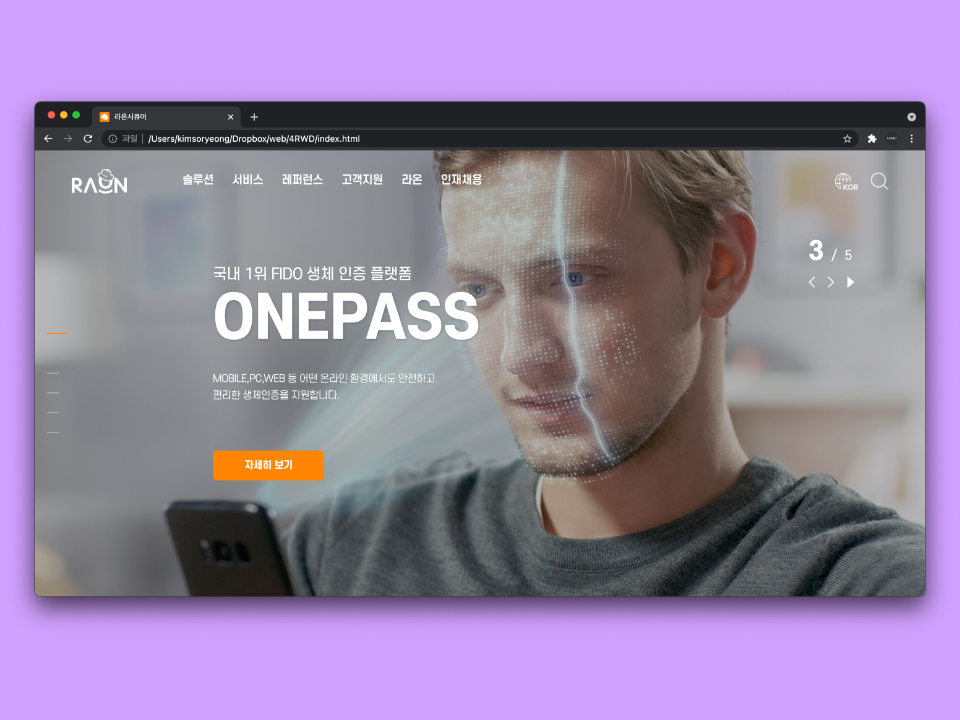 라온시큐어
파일 | /Users/kimsoryeong/Dropbox/web/4RWD/index.html
RAON
솔루션 서비스 레퍼런스 고객지원 라온 인재채용
KOR
3 / 5
국내 1위 FIDO 생체 인증 플랫폼
ONEPASS
MOBILE,PC,WEB 등 어떤 온라인 환경에서도 안전하고
편리한 생체인증을 지원합니다.
자세히 보기